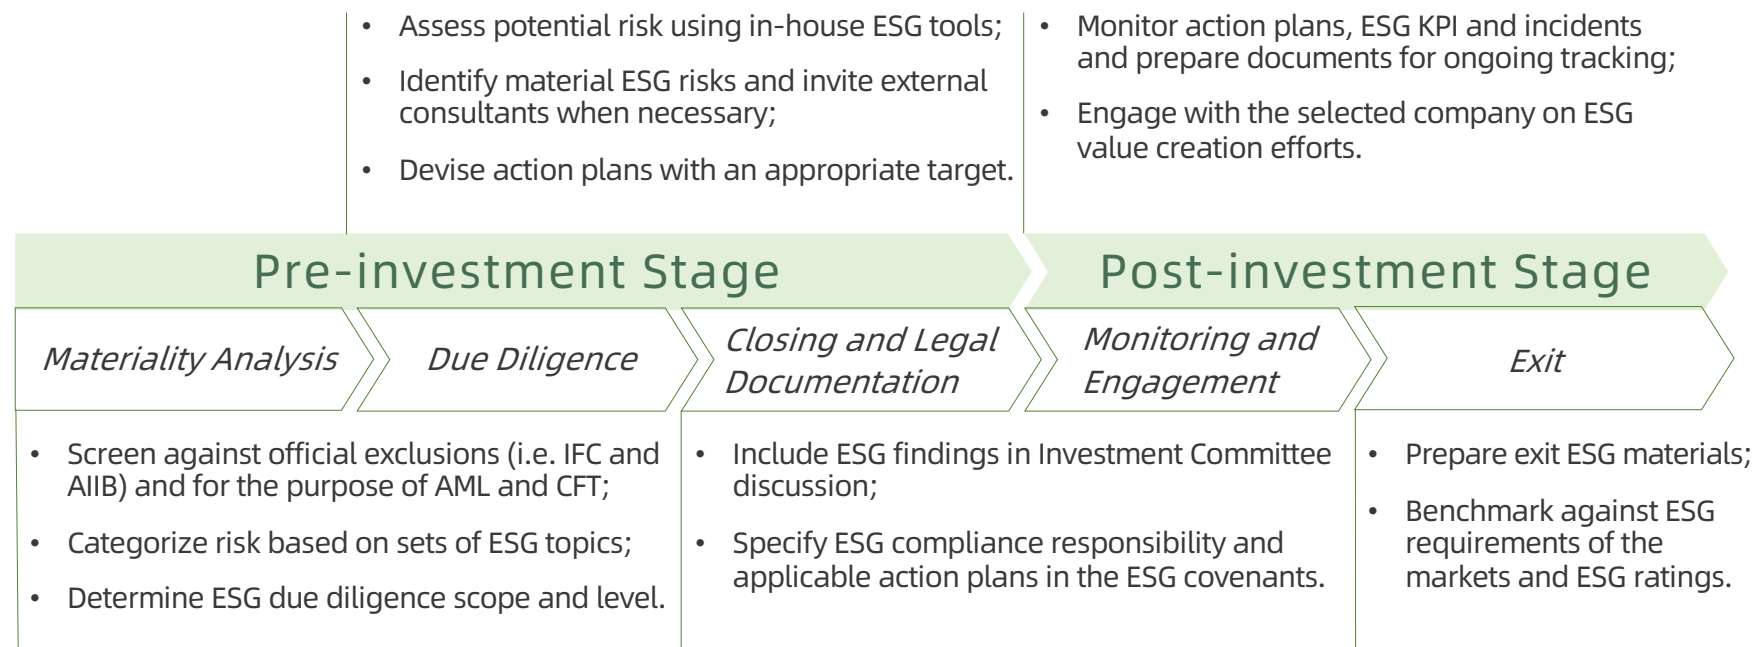 • Assess potential risk using in-house ESG tools;
• Identify material ESG risks and invite external
consultants when necessary;
• Devise action plans with an appropriate target.
• Monitor action plans, ESG KPI and incidents
and prepare documents for ongoing tracking;
• Engage with the selected company on ESG
value creation efforts.
Pre-investment Stage
Post-investment Stage
Materiality Analysis
Due Diligence
Closing and Legal
Documentation
Monitoring and
Engagement
Exit
• Screen against official exclusions (i.e. IFC and
AIIB) and for the purpose of AML and CFT;
• Categorize risk based on sets of ESG topics;
• Determine ESG due diligence scope and level.
• Include ESG findings in Investment Committee
discussion;
• Specify ESG compliance responsibility and
applicable action plans in the ESG covenants.
• Prepare exit ESG materials;
• Benchmark against ESG
requirements of the
markets and ESG ratings.